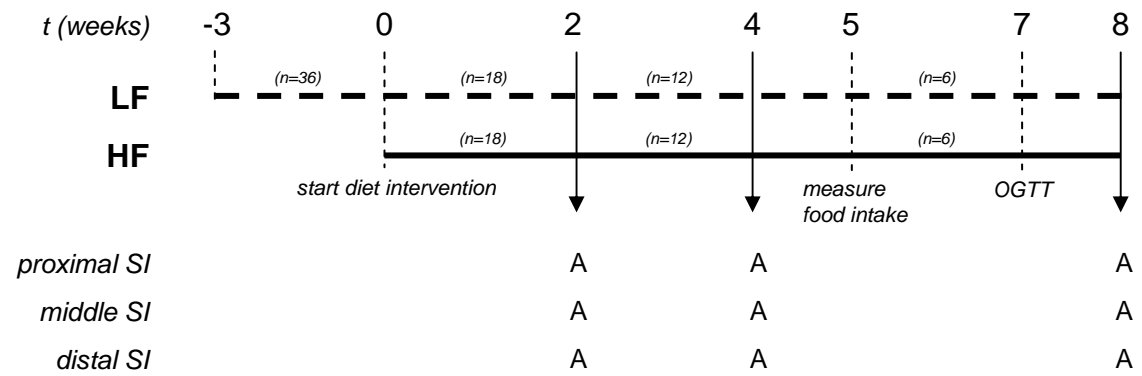 t (weeks) -3 0 2 4 5 7 8
(n=36) (n=18) (n=12) (n=6)
LF
HF
(n=18) (n=12) (n=6)
start diet intervention measure OGTT
food intake
proximal SI A A A
middle SI A A A
distal SI A A A